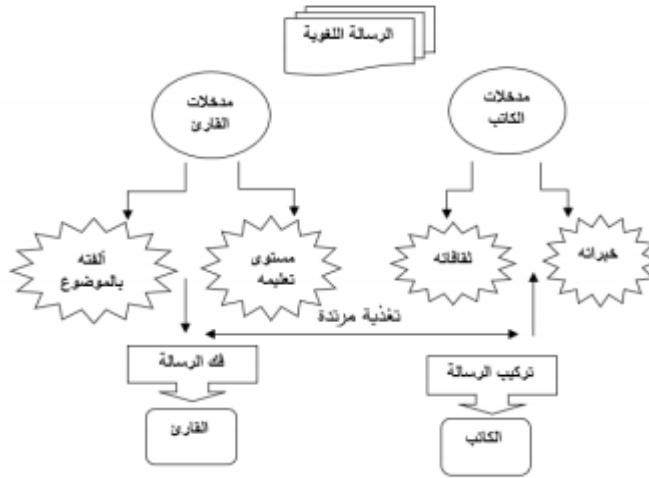 الرسالة اللغوية
مدخلات
الكاتب
مدخلات
القارئ
خبراته
ثقافاته
مستوى
تعليمه
ألفته
بالموضوع
تغذية مرتدة
تركيب الرسالة
فك الرسالة
الكاتب
القارئ